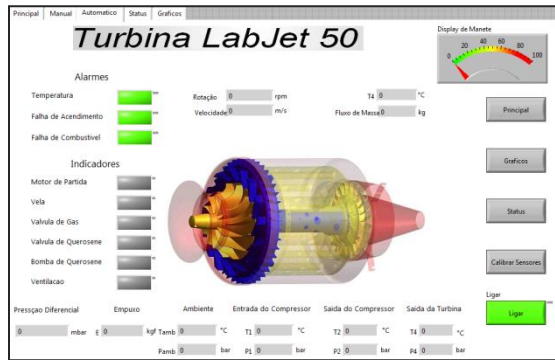 Principal Manual Automatico Status Graficos
Turbina LabJet 50
Display de Manete
0 20 40 60 80 100
Alarmes
Temperatura
Falha de Acendimento
Falha de Combustivel
Rotação 0 rpm
Velocidade 0 m/s
T4 0 °C
Fluxo de Massa 0 kg
Principal
Graficos
Status
Calibrar Sensores
Ligar
Ligar
Indicadores
Motor de Partida
Vela
Valvula de Gas
Valvula de Querosene
Bomba de Querosene
Ventilacao
Pressçao Diferencial Empuxo Ambiente Entrada do Compressor Saida do Compressor Saida da Turbina
0 mbar E 0 kgf Tamb 0 °C T1 0 °C T2 0 °C T4 0 °C
Pamb 0 bar P1 0 bar P2 0 bar P4 0 bar